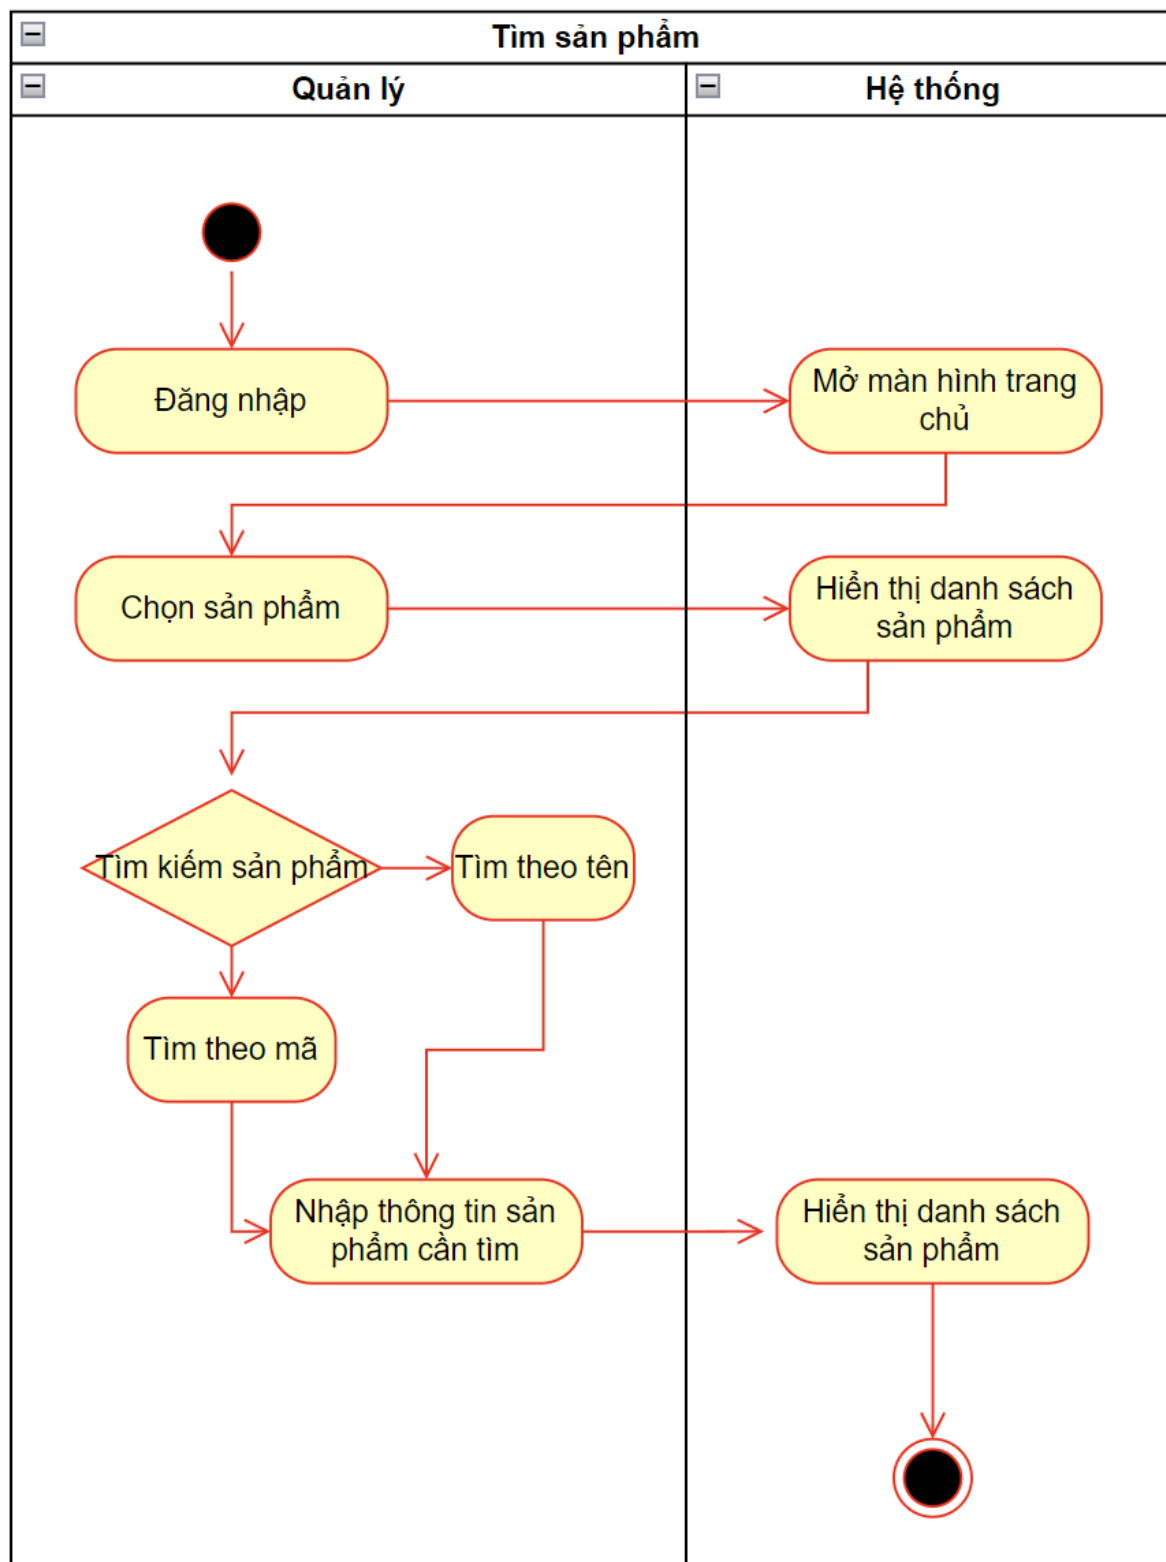 Tìm sản phẩm
Quản lý
Hệ thống
Đăng nhập
Mở màn hình trang
chủ
Chọn sản phẩm
Hiển thị danh sách
sản phẩm
Tìm kiếm sản phẩm
Tìm theo tên
Tìm theo mã
Nhập thông tin sản
phẩm cần tìm
Hiển thị danh sách
sản phẩm